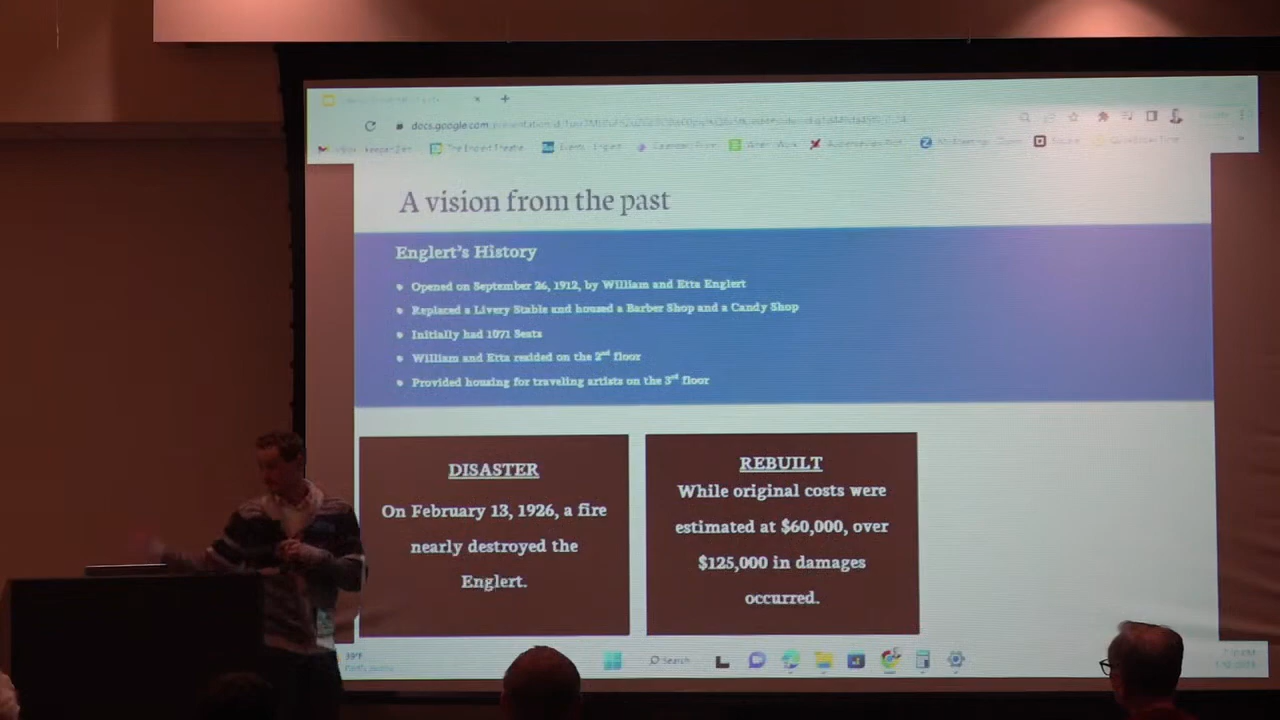 docs.google.com
A vision from the past
Englert's History
• Opened on September 26, 1912, by William and Etta Englert
• Replaced a Livery Stable and housed a Barber Shop and a Candy Shop
• Initially had 1071 Seats
• William and Etta resided on the 2nd floor
• Provided housing for traveling artists on the 3rd floor
DISASTER
On February 13, 1926, a fire
nearly destroyed the
Englert.
REBUILT
While original costs were
estimated at $60,000, over
$125,000 in damages
occurred.
Search